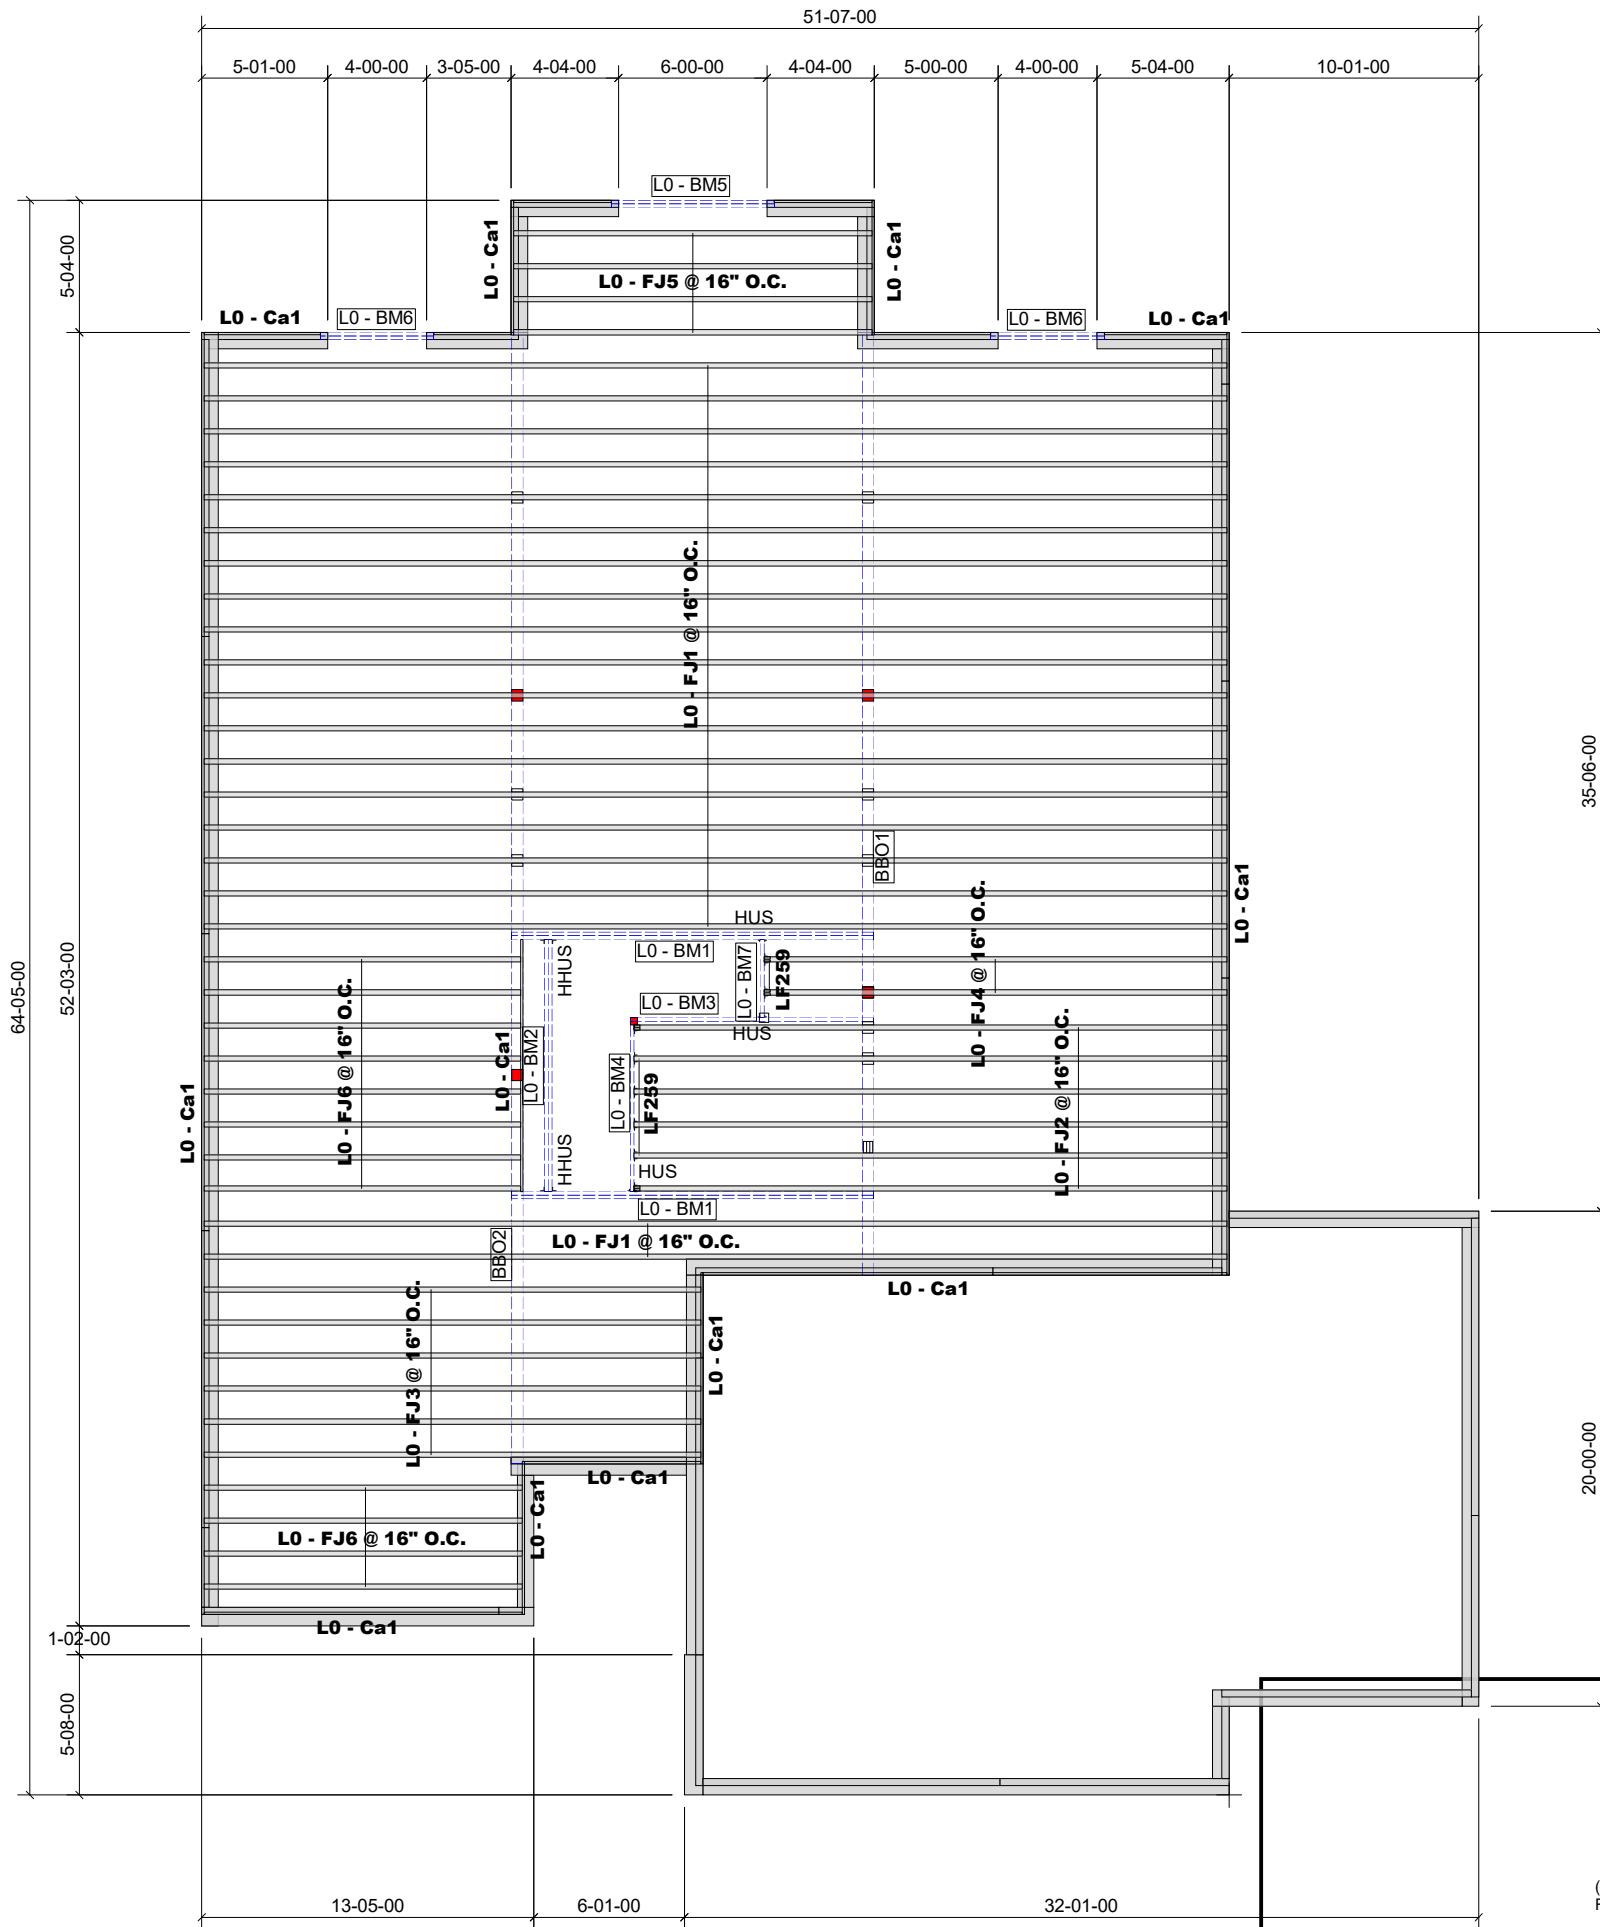 51-07-00
5-01-00
4-00-00
3-05-00
4-04-00
6-00-00
4-04-00
5-00-00
4-00-00
5-04-00
10-01-00
L0 - BM5
L0 - Ca1
L0 - Ca1
5-04-00
L0 - FJ5 @ 16" O.C.
L0 - Ca1
L0 - BM6
L0 - BM6
L0 - Ca1
L0 - FJ1 @ 16" O.C.
35-06-00
BBO1
L0 - Ca1
HUS
L0 - BM1
HHUS
L0 - BM7
LF259
L0 - FJ4 @ 16" O.C.
64-05-00
52-03-00
L0 - BM3
HUS
L0 - FJ6 @ 16" O.C.
L0 - Ca1
L0 - BM2
L0 - BM4
LF259
L0 - FJ2 @ 16" O.C.
L0 - Ca1
HHUS
HUS
L0 - BM1
BBO2
L0 - FJ1 @ 16" O.C.
L0 - Ca1
L0 - FJ3 @ 16" O.C.
L0 - Ca1
L0 - Ca1
20-00-00
L0 - Ca1
L0 - FJ6 @ 16" O.C.
L0 - Ca1
1-02-00
5-08-00
13-05-00
6-01-00
32-01-00